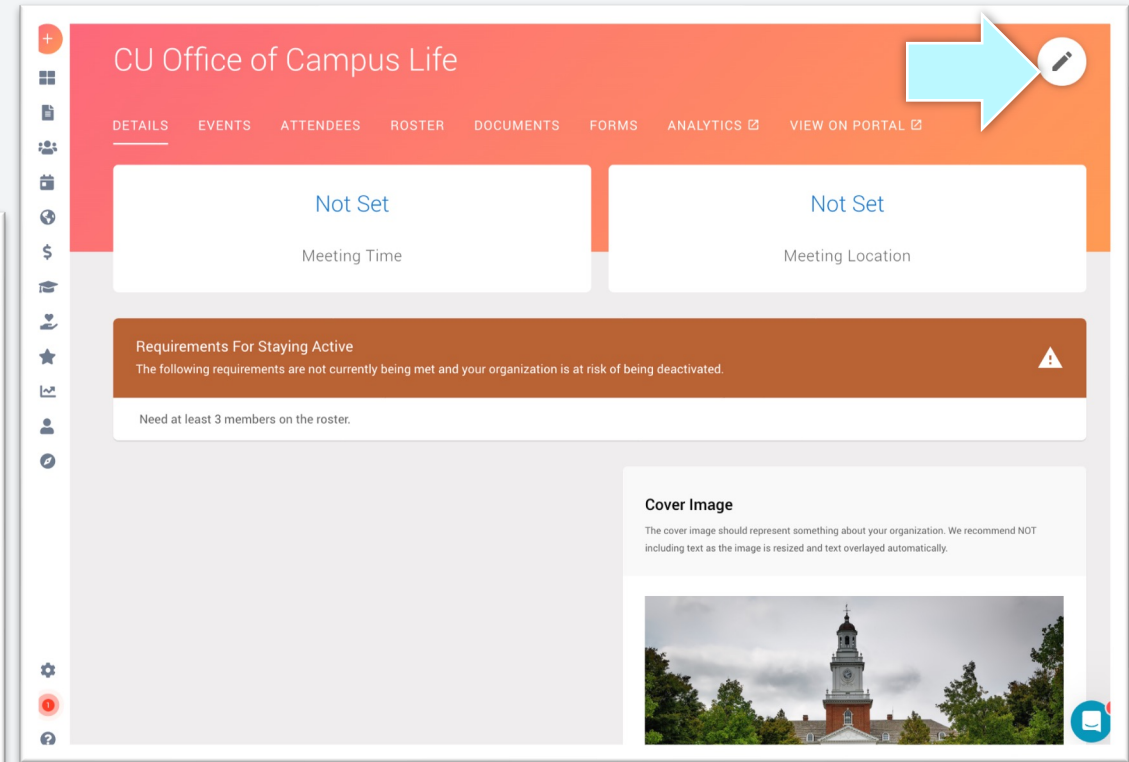 CU Office of Campus Life
DETAILS EVENTS ATTENDEES ROSTER DOCUMENTS FORMS ANALYTICS VIEW ON PORTAL
Not Set
Meeting Time
Not Set
Meeting Location
Requirements For Staying Active
The following requirements are not currently being met and your organization is at risk of being deactivated.
Need at least 3 members on the roster.
Cover Image
The cover image should represent something about your organization. We recommend NOT
including text as the image is resized and text overlayed automatically.
1